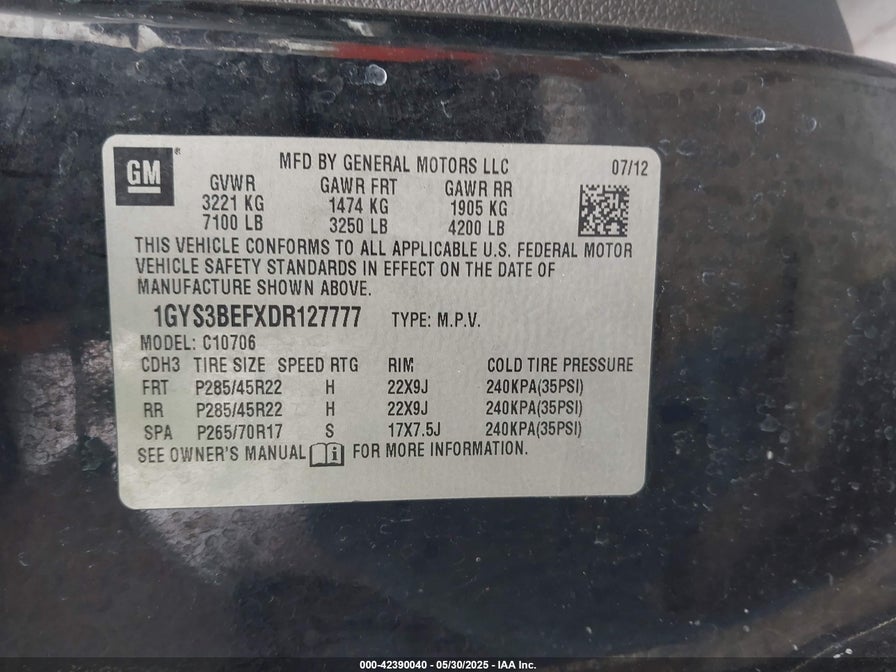 GM
MFD BY GENERAL MOTORS LLC 07/12
GVWR GAWR FRT GAWR RR
3221 KG 1474 KG 1905 KG
7100 LB 3250 LB 4200 LB
THIS VEHICLE CONFORMS TO ALL APPLICABLE U.S. FEDERAL MOTOR
VEHICLE SAFETY STANDARDS IN EFFECT ON THE DATE OF
MANUFACTURE SHOWN ABOVE.
1GYS3BEFXDR127777 TYPE: M.P.V.
MODEL: C10706
CDH3 TIRE SIZE SPEED RTG RIM COLD TIRE PRESSURE
FRT P285/45R22 H 22X9J 240KPA(35PSI)
RR P285/45R22 H 22X9J 240KPA(35PSI)
SPA P265/70R17 S 17X7.5J 240KPA(35PSI)
SEE OWNER'S MANUAL FOR MORE INFORMATION.
000-42390040 - 05/30/2025 - IAA Inc.